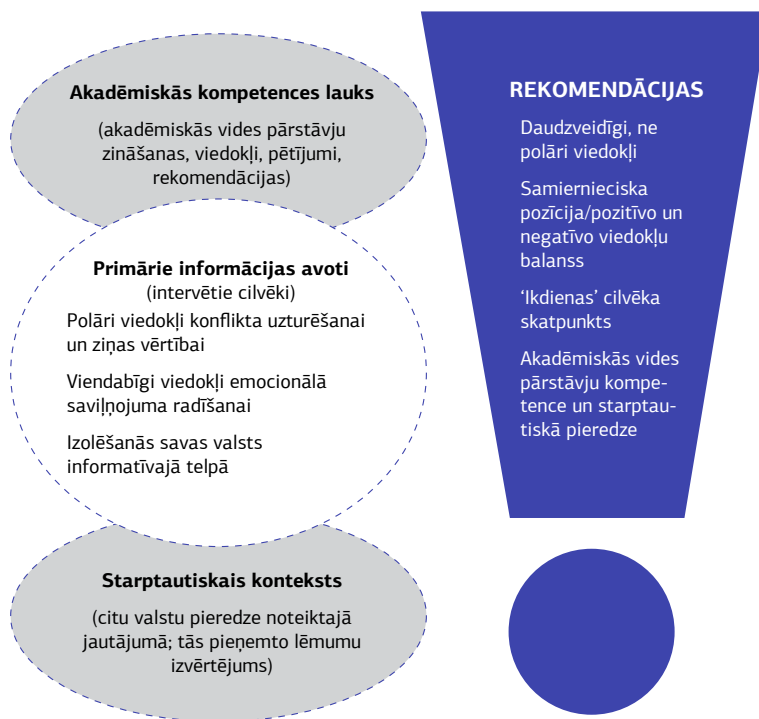 Akadēmiskās kompetences lauks
(akadēmiskās vides pārstāvju
zināšanas, viedokļi, pētījumi,
rekomendācijas)
Primārie informācijas avoti
(intervētie cilvēki)
Polāri viedokļi konflikta uzturēšanai
un ziņas vērtībai
Viendabīgi viedokļi emocionālā
saviļņojuma radīšanai
Izolēšanās savas valsts
informatīvajā telpā
Starptautiskais konteksts
(citu valstu pieredze noteiktajā
jautājumā; tās pieņemto lēmumu
izvērtējums)
REKOMENDĀCIJAS
Daudzveidīgi, ne
polāri viedokļi
Samiernieciska
pozīcija/pozitīvo un
negatīvo viedokļu
balanss
‘Ikdienas’ cilvēka
skatpunkts
Akadēmiskās vides
pārstāvju kompe-
tence un starptau-
tiskā pieredze